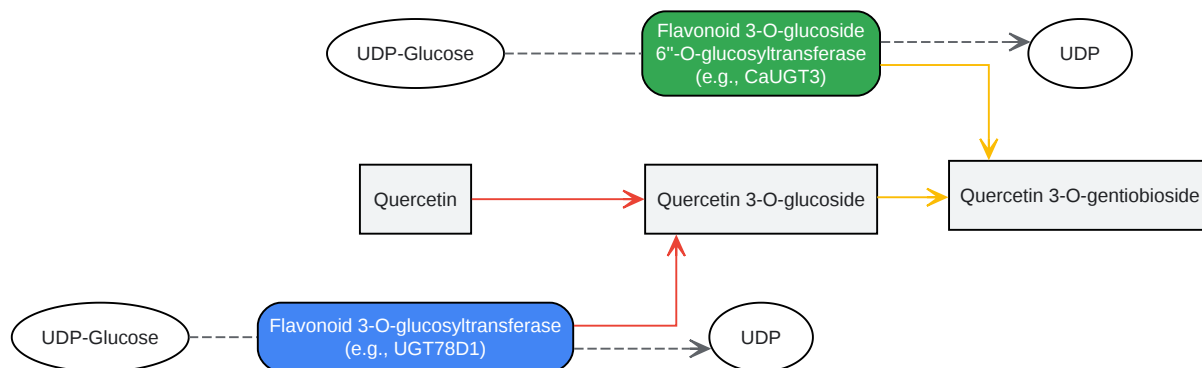 UDP-Glucose
Flavonoid 3-O-glucoside
6"-O-glucosyltransferase
(e.g., CaUGT3)
UDP
Quercetin
Quercetin 3-O-glucoside
Quercetin 3-O-gentiobioside
UDP-Glucose
Flavonoid 3-O-glucosyltransferase
(e.g., UGT78D1)
UDP